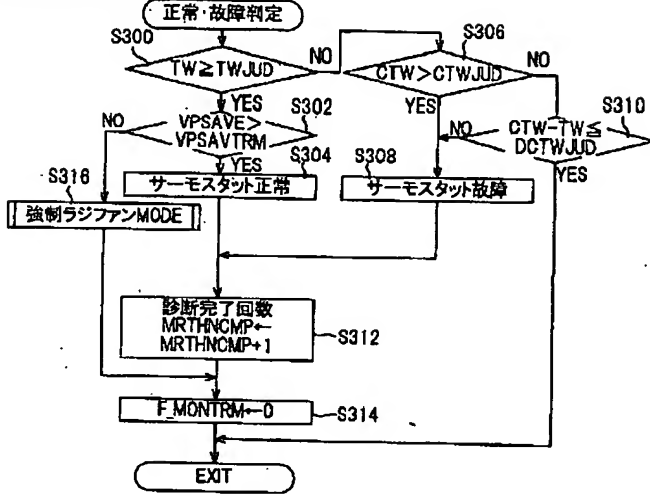 正常·故障判定
S300
TW≧TWJUD
NO
YES
S306
CTW>CTWJUD
NO
YES
S302
VPSAVE>
VPSAVTRM
NO
YES
S310
CTW-TW≦
DCTWJUD
NO
YES
S304
サーモスタット正常
S308
サーモスタット故障
S316
強制ラジファンMODE
診断完了回数
MRTHNCMP←
MRTHNCMP+1
S312
F_MONTRM←0
S314
EXIT